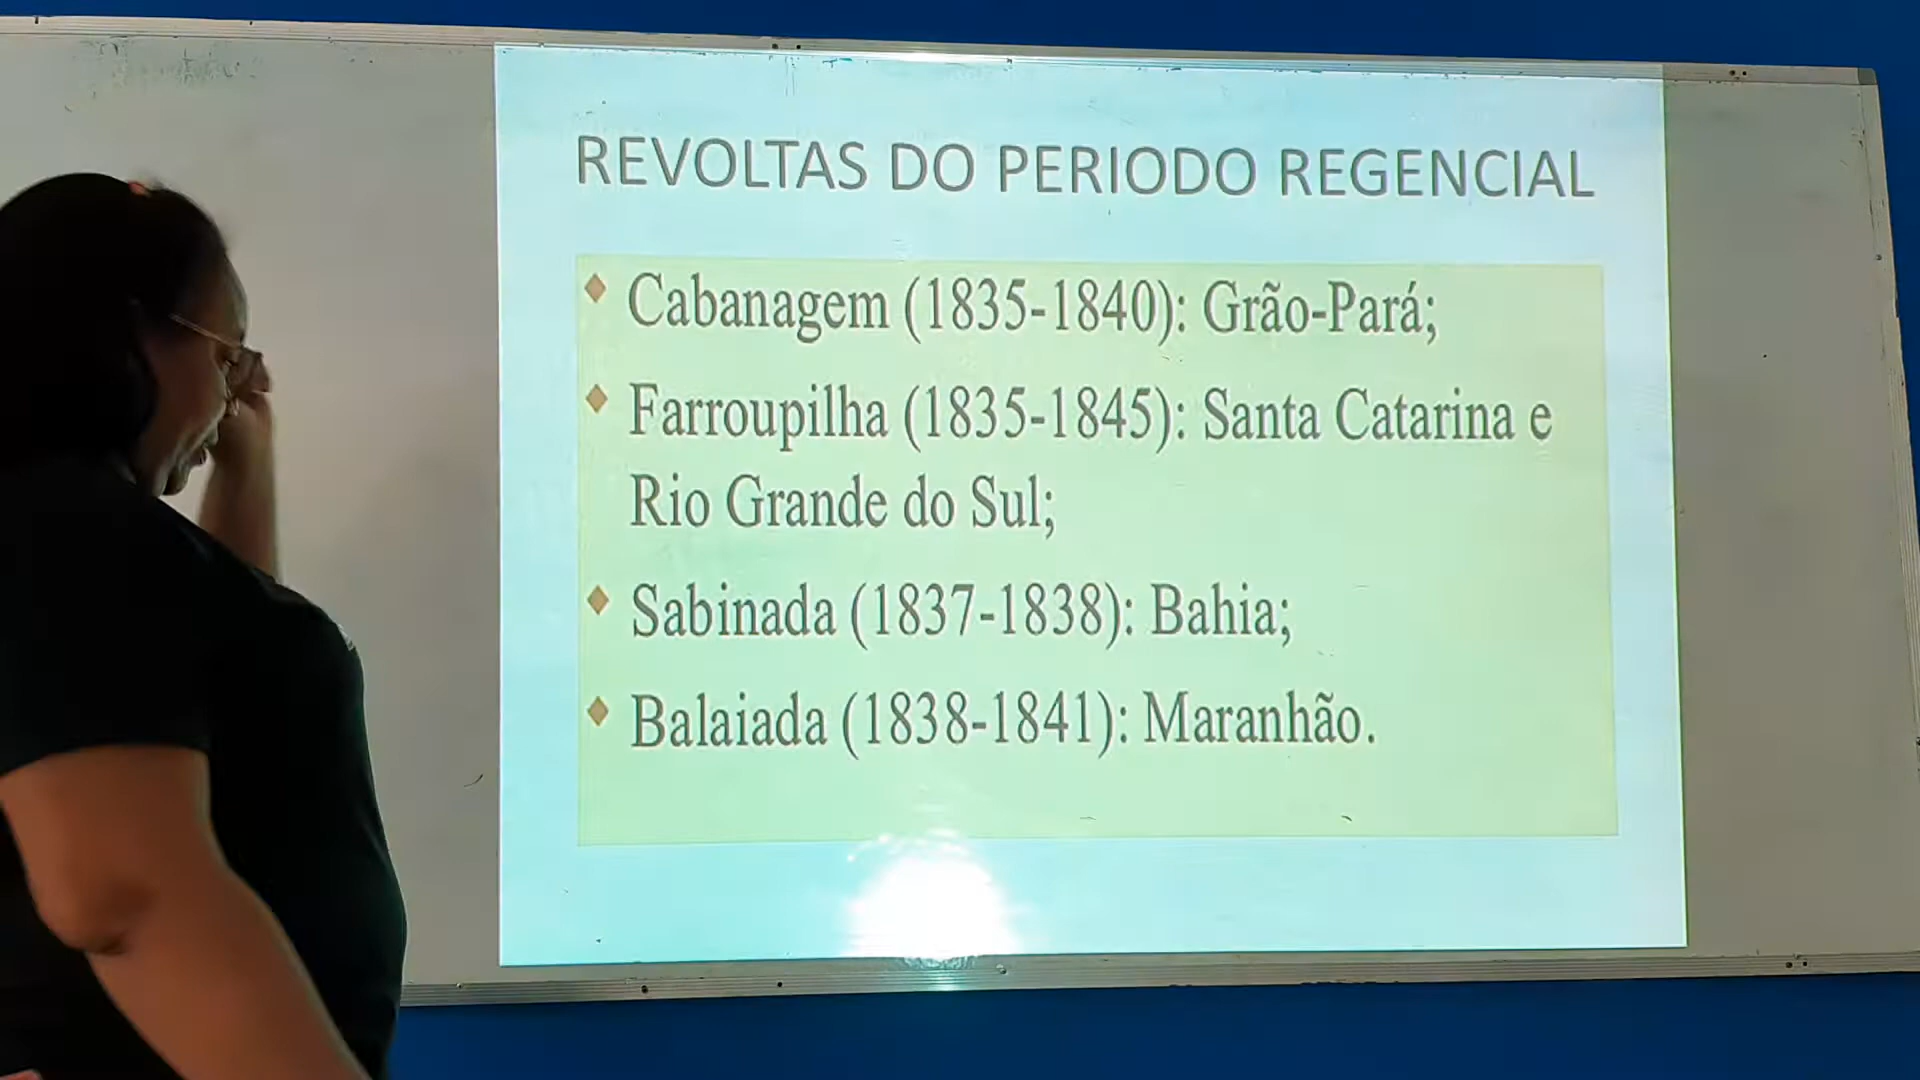 REVOLTAS DO PERIODO REGENCIAL
Cabanagem (1835-1840): Grão-Pará;
Farroupilha (1835-1845): Santa Catarina e
Rio Grande do Sul;
Sabinada (1837-1838): Bahia;
Balaiada (1838-1841): Maranhão.